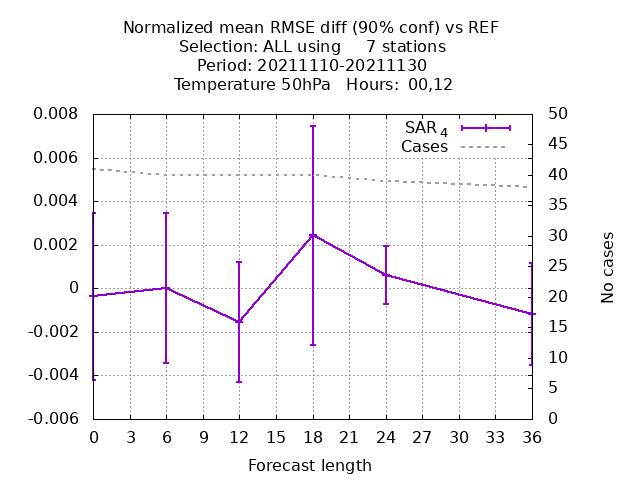 Normalized mean RMSE diff (90% conf) vs REF
Selection: ALL using 7 stations
Period: 20211110-20211130
Temperature 50hPa Hours: 00,12
SAR 4
Cases
0.008
0.006
0.004
0.002
0
-0.002
-0.004
-0.006
50
45
40
35
30
25
20
15
10
5
0
No cases
0 3 6 9 12 15 18 21 24 27 30 33 36
Forecast length